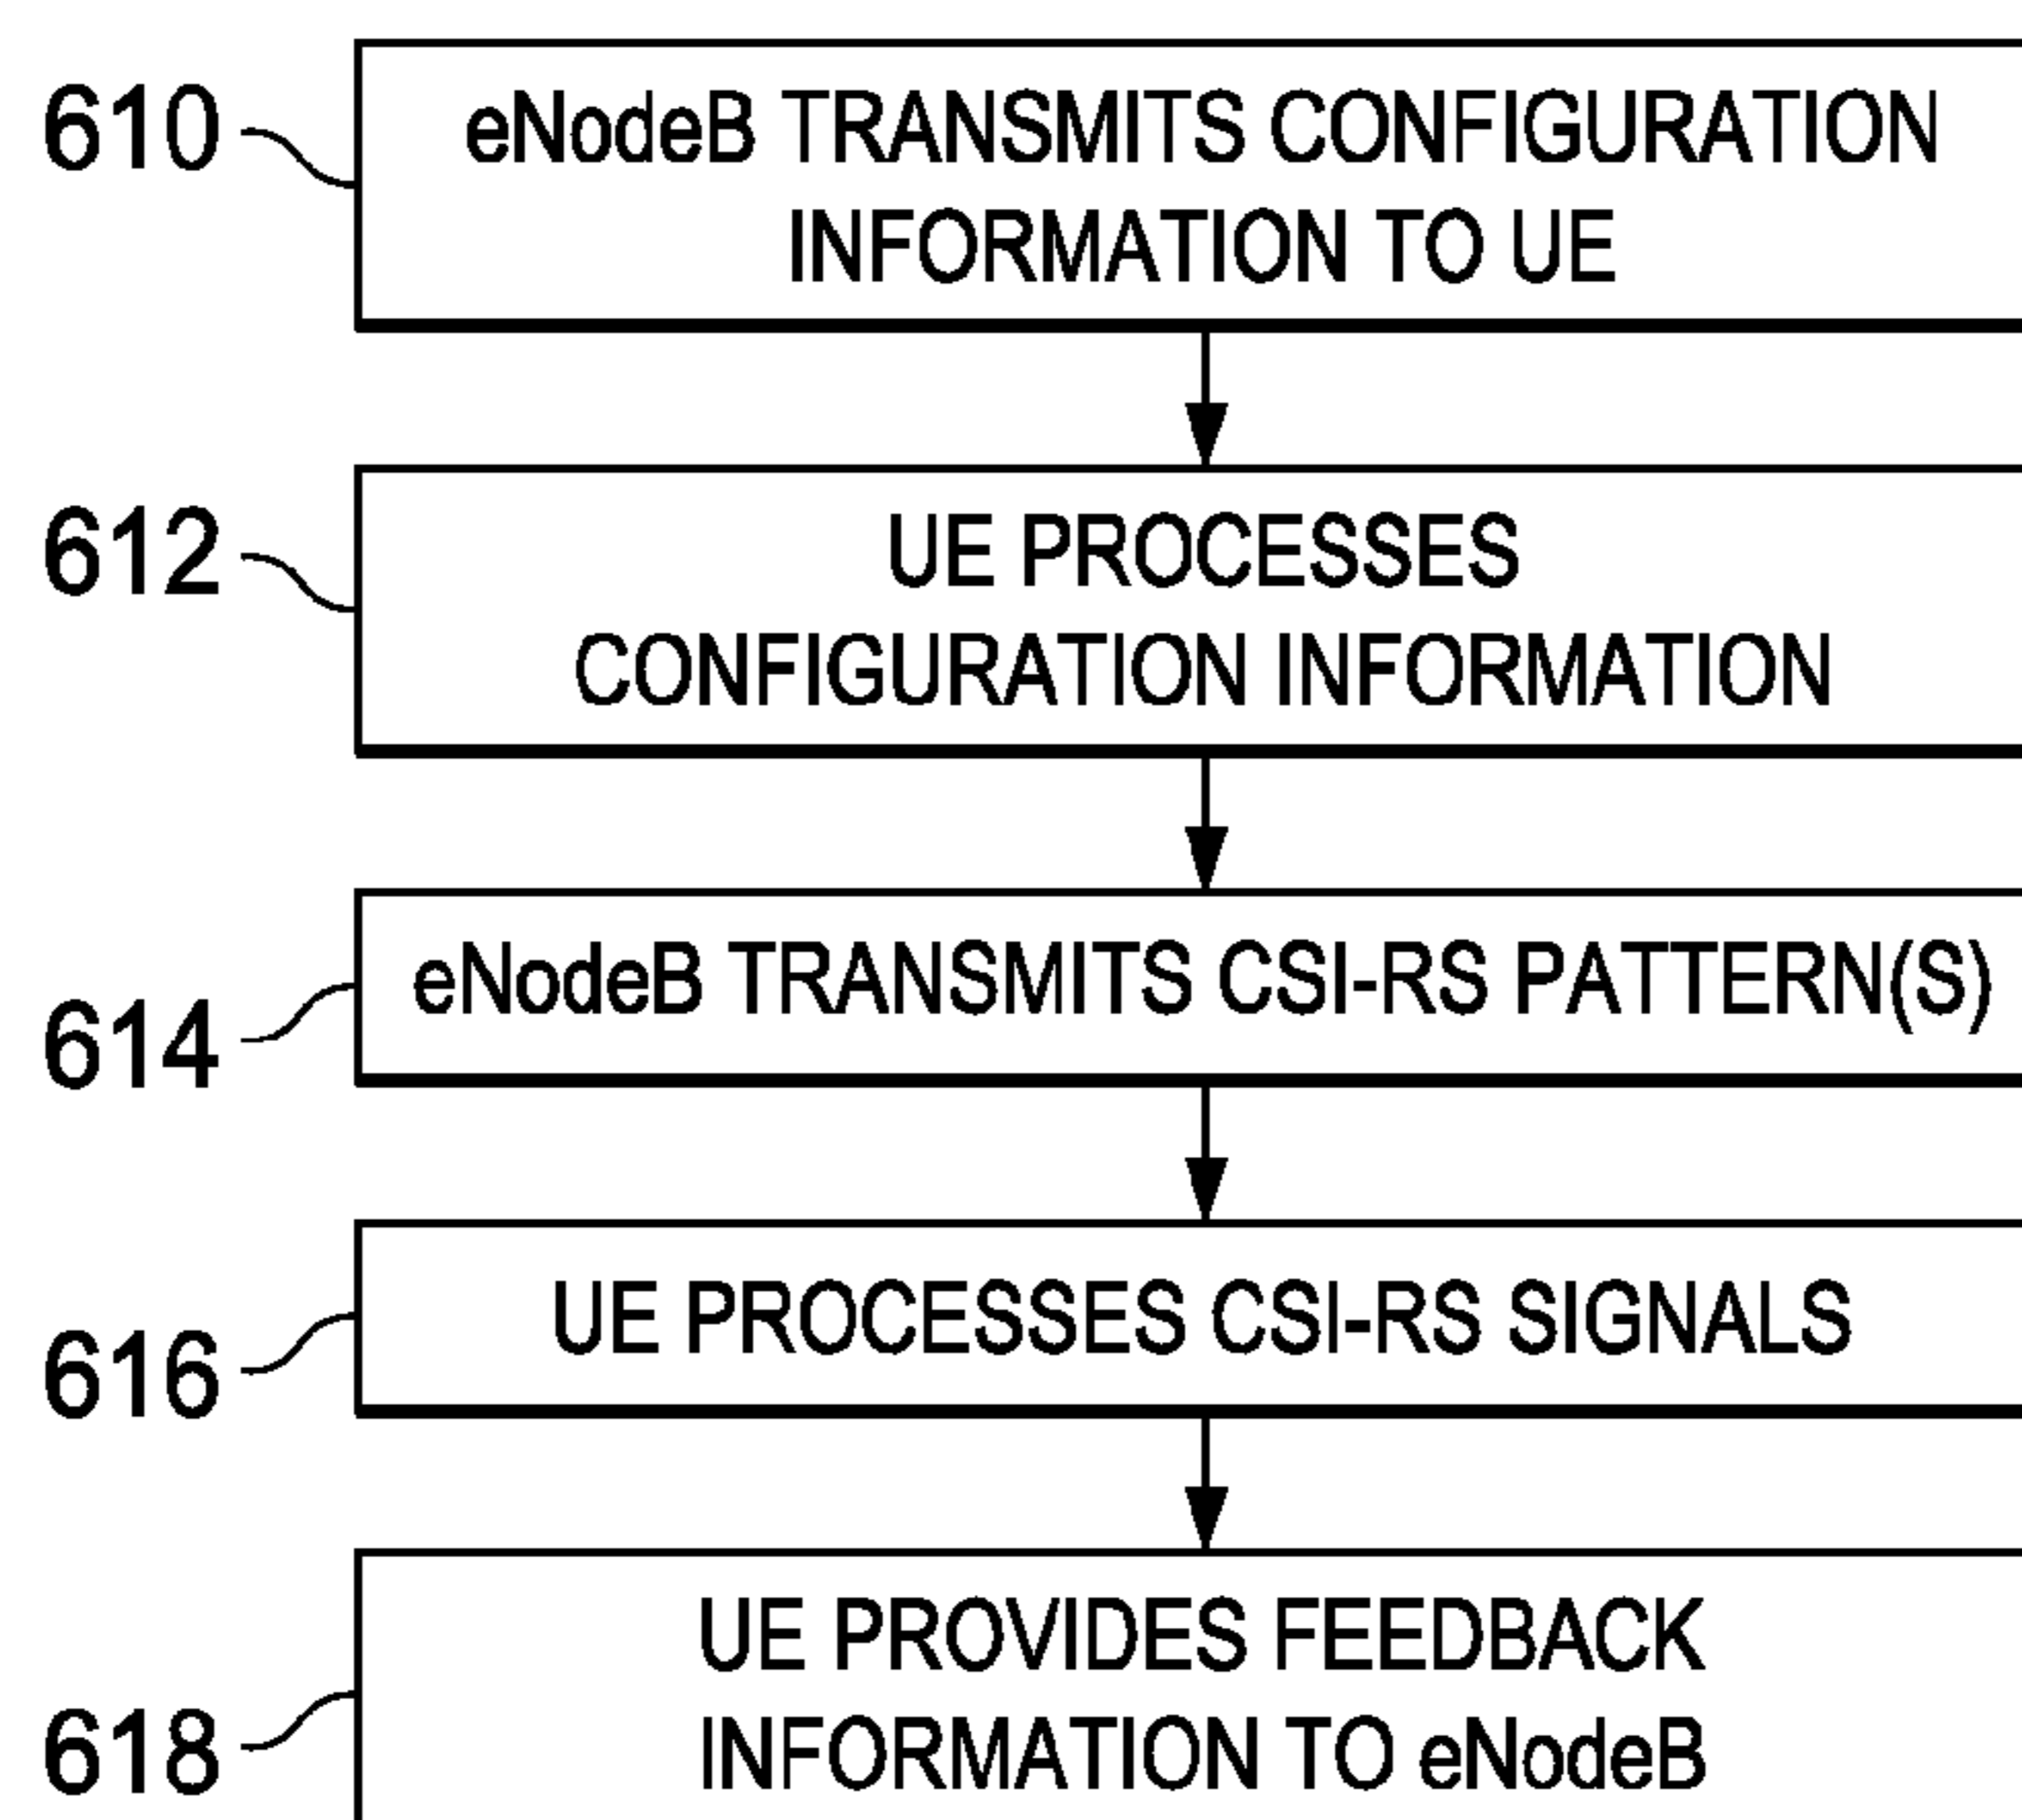 610
eNodeB TRANSMITS CONFIGURATION
INFORMATION TO UE
612
UE PROCESSES
CONFIGURATION INFORMATION
614
eNodeB TRANSMITS CSI-RS PATTERN(S)
616
UE PROCESSES CSI-RS SIGNALS
618
UE PROVIDES FEEDBACK
INFORMATION TO eNodeB